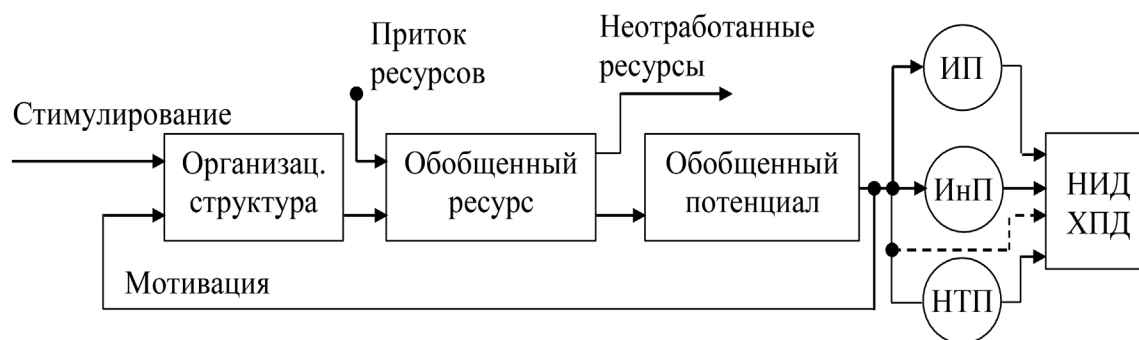 Приток
ресурсов
Неотработанные
ресурсы
Стимулирование
Организац.
структура
Обобщенный
ресурс
Обобщенный
потенциал
ИП
ИнП
НТП
НИД
ХПД
Мотивация